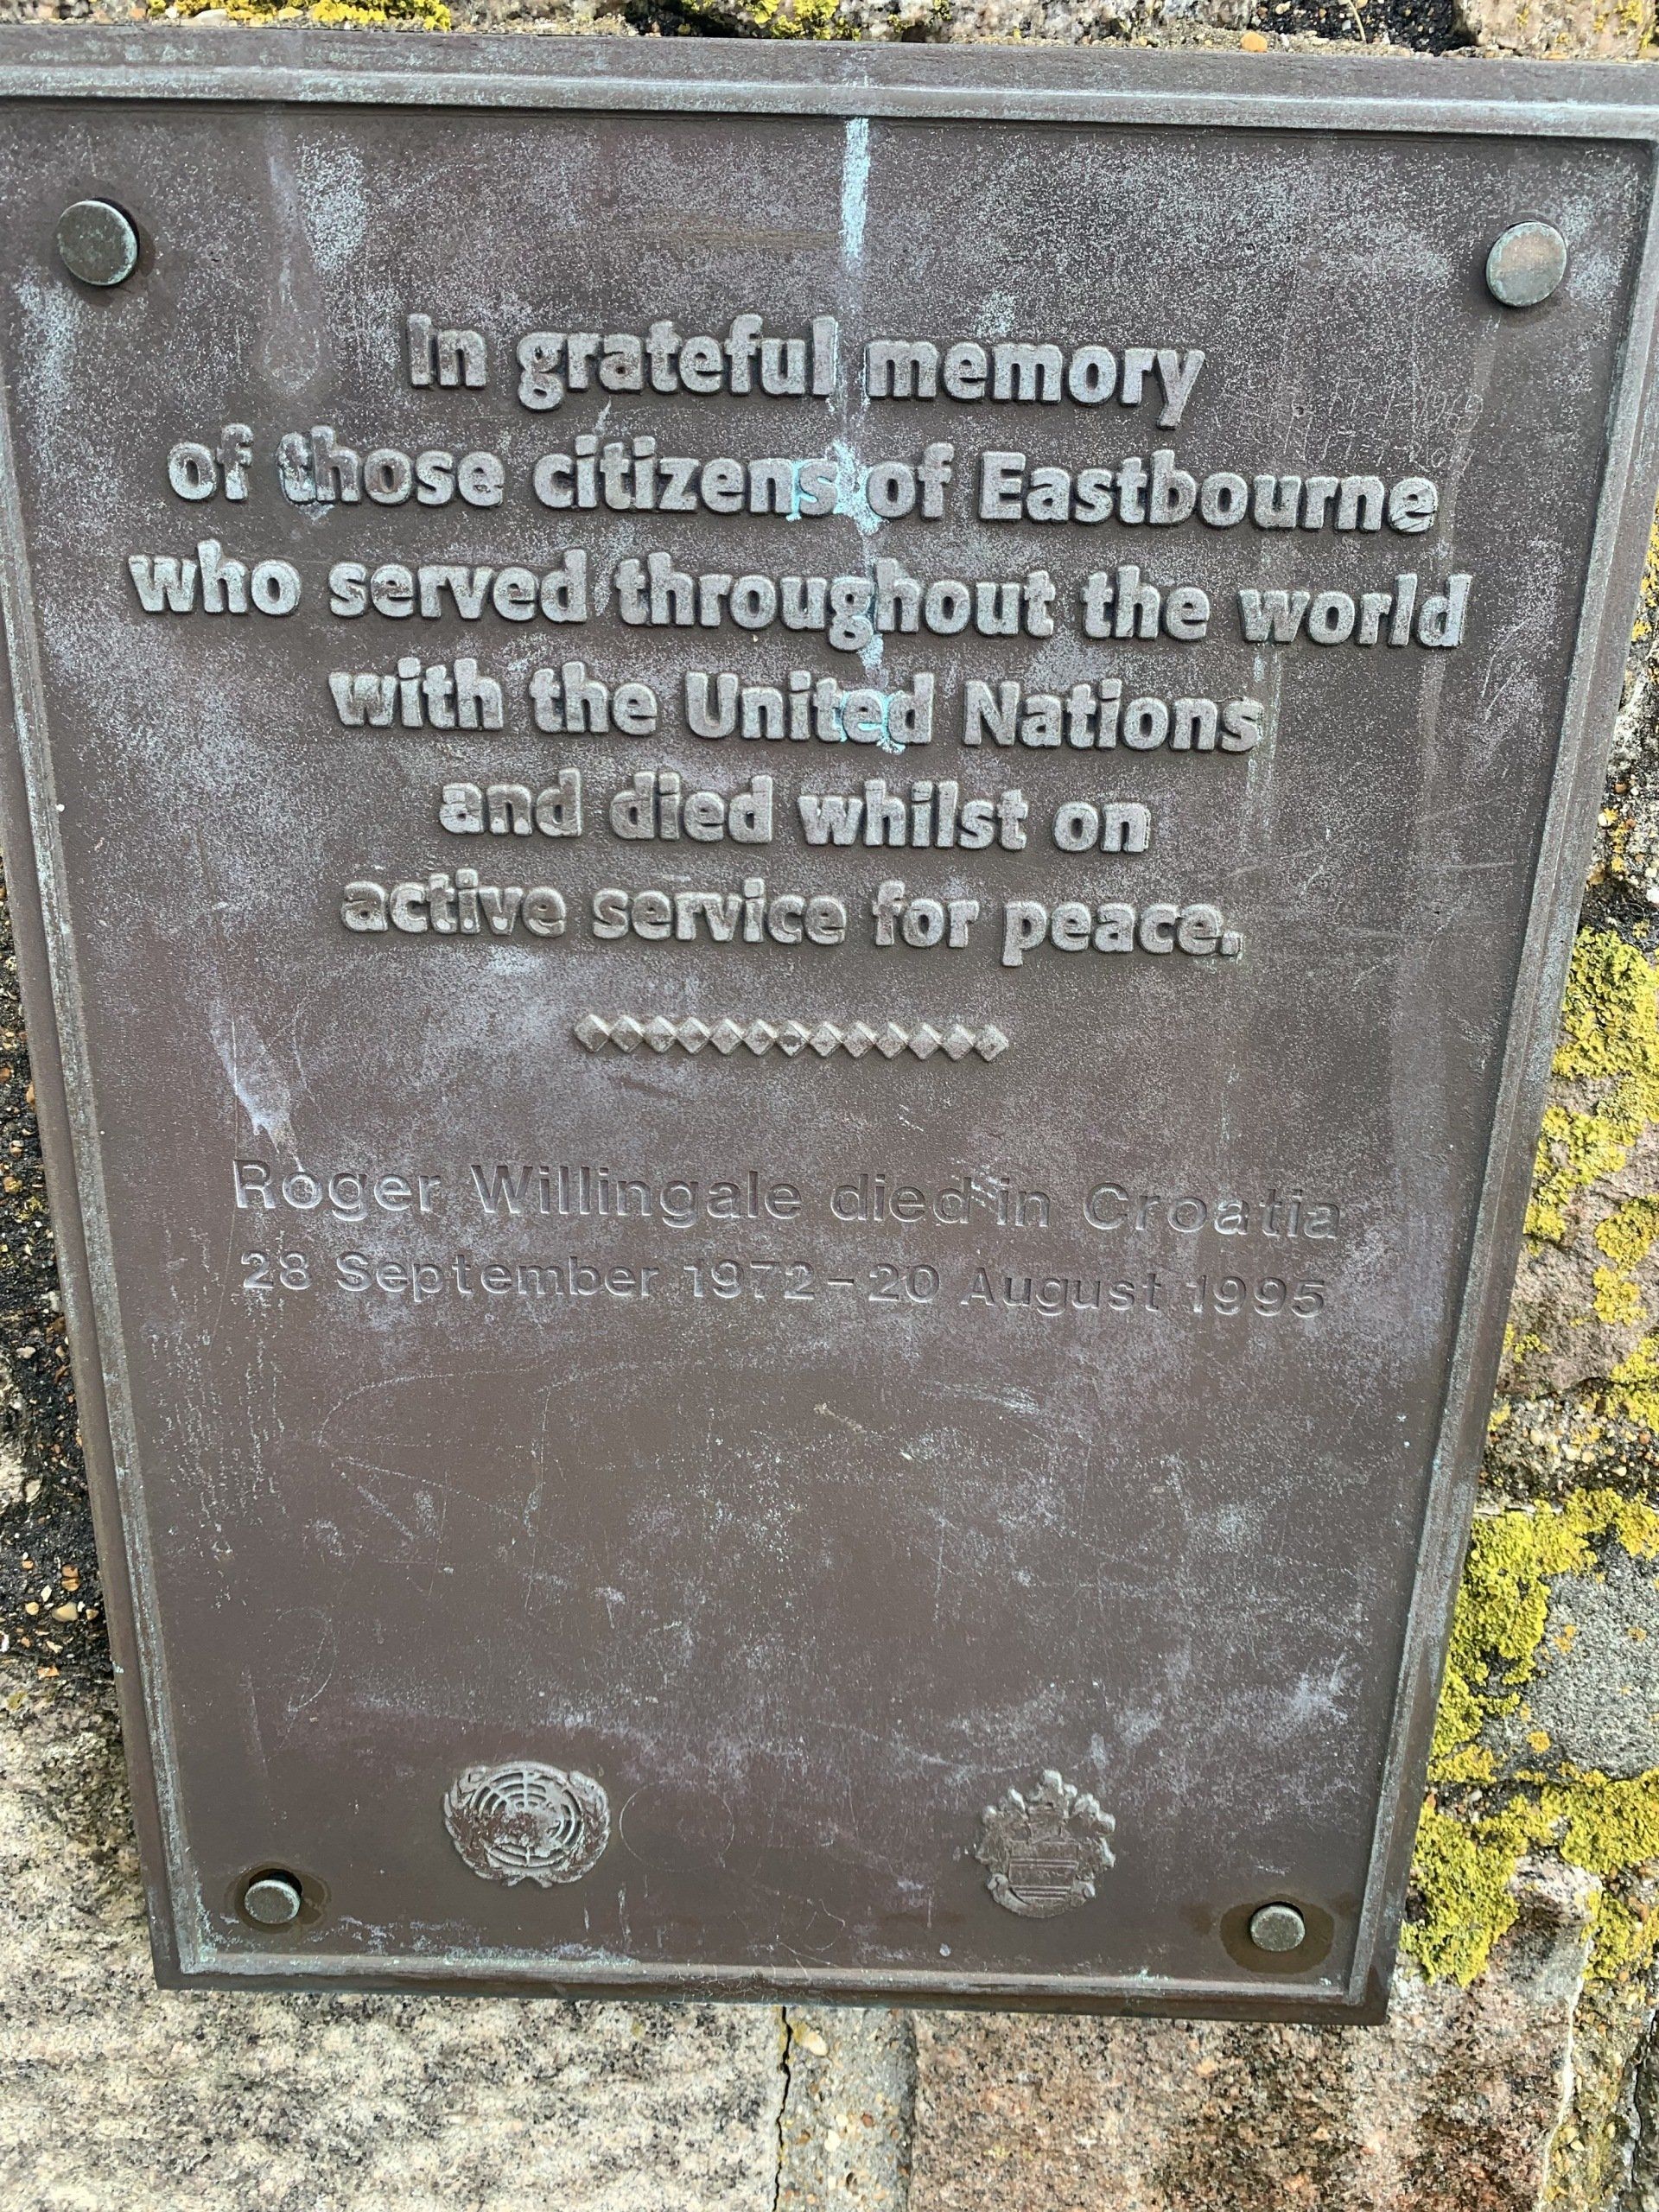 In grateful memory
of those citizens of Eastbourne
who served throughout the world
with the United Nations
and died whilst on
active service for peace.
Roger Willingale died in Croatia
28 September 1972 – 20 August 1995